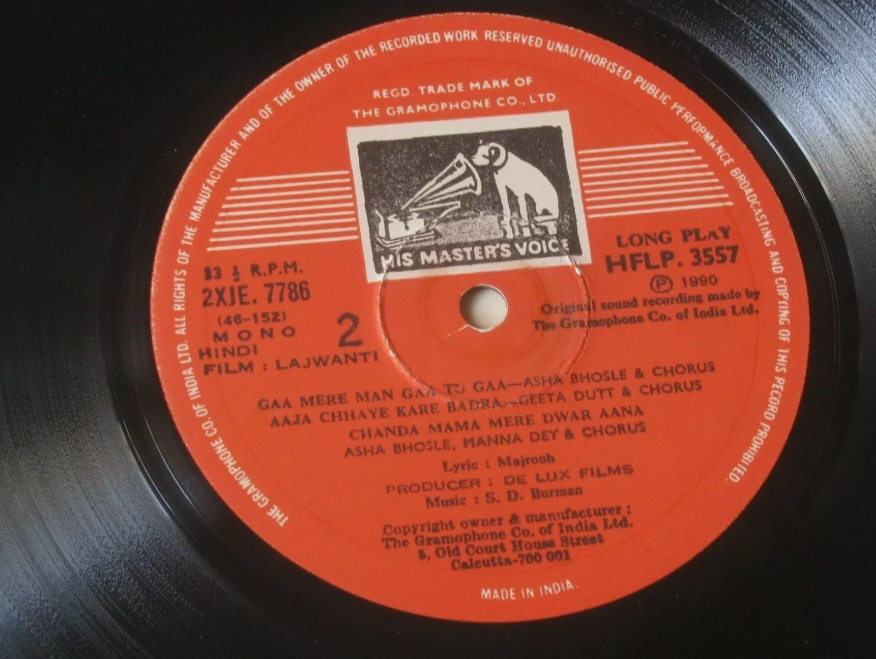 THE GRAMOPHONE CO. OF INDIA LTD. ALL RIGHTS OF THE MANUFACTURER AND OF THE OWNER OF THE RECORDED WORK RESERVED UNAUTHORISED PUBLIC PERFORMANCE BROADCASTING AND COPYING OF THIS RECORD PROHIBITED.
REGD. TRADE MARK OF
THE GRAMOPHONE CO., LTD.
HIS MASTER'S VOICE
33 1/3 R.P.M.
2XJE. 7786
(46-152)
MONO
HINDI
FILM : LAJWANTI
2
LONG PLAY
HFLP. 3557
Ⓟ 1990
Original sound recording made by
The Gramophone Co. of India Ltd.
GAA MERE MAN GAA TU GAA—ASHA BHOSLE & CHORUS
AAJA CHHAYE KARE BADRA—GEETA DUTT & CHORUS
CHANDA MAMA MERE DWAR AANA
ASHA BHOSLE, MANNA DEY & CHORUS
Lyric : Majrooh
PRODUCER : DE LUX FILMS
Music : S. D. Burman
Copyright owner & manufacturer :
The Gramophone Co. of India Ltd.
5, Old Court House Street
Calcutta-700 001
MADE IN INDIA.